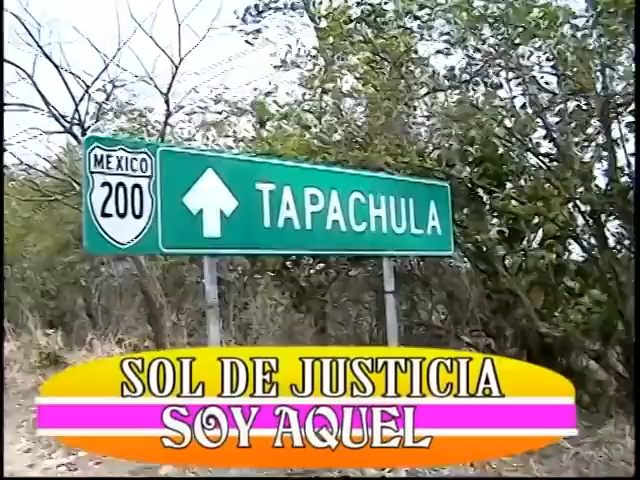 MEXICO
200
TAPACHULA
SOL DE JUSTICIA
SOY AQUEL